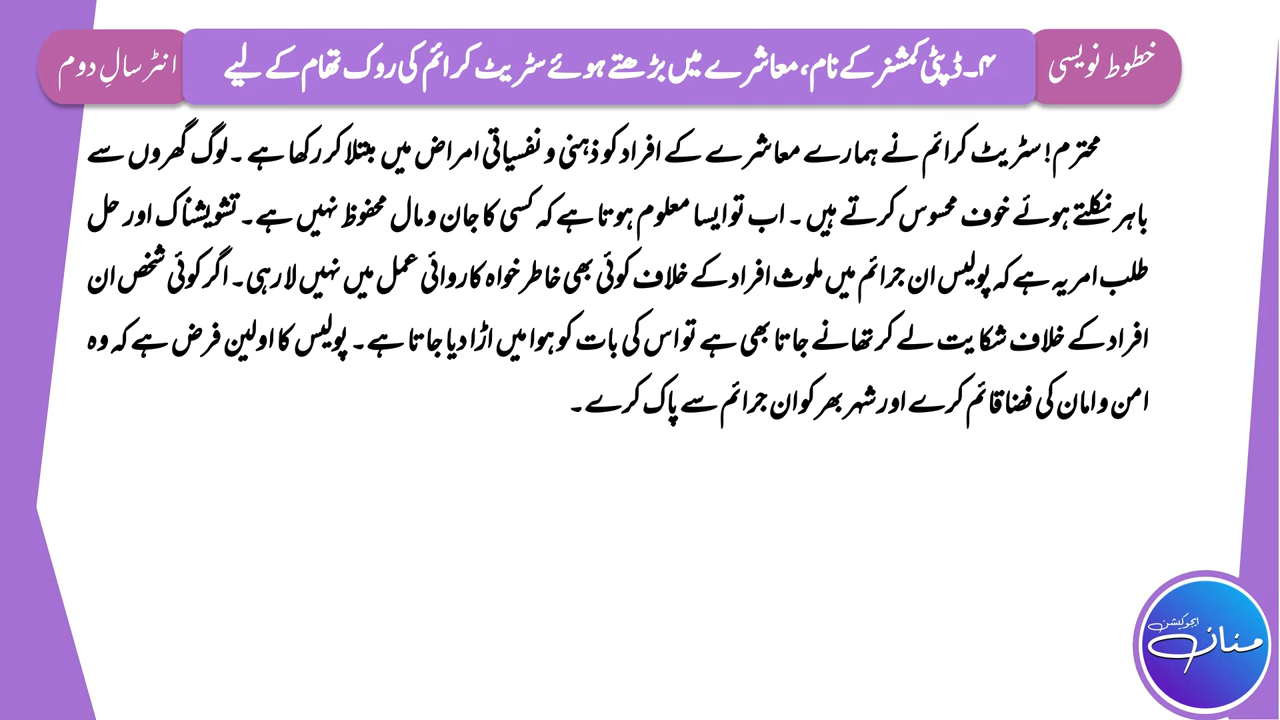 خطوط نویسی
۴۔ڈپٹی کمشنر کے نام، معاشرے میں بڑھتے ہوئے سٹریٹ کرائم کی روک تھام کے لیے
انٹر سالِ دوم
محترم! سٹریٹ کرائم نے ہمارے معاشرے کے افراد کو ذہنی و نفسیاتی امراض میں مبتلا کر رکھا ہے ۔ لوگ گھروں سے
باہر نکلتے ہوئے خوف محسوس کرتے ہیں ۔ اب تو ایسا معلوم ہوتا ہے کہ کسی کا جان و مال محفوظ نہیں ہے۔ تشویشناک اور حل
طلب امر یہ ہے کہ پولیس ان جرائم میں ملوث افراد کے خلاف کوئی بھی خاطر خواہ کاروائی عمل میں نہیں لا رہی۔ اگر کوئی شخص ان
افراد کے خلاف شکایت لے کر تھانے جاتا بھی ہے تو اس کی بات کو ہوا میں اڑا دیا جاتا ہے۔ پولیس کا اولین فرض ہے کہ وہ
امن و امان کی فضا قائم کرے اور شہر بھر کو ان جرائم سے پاک کرے۔
ایجوکیشن
منان